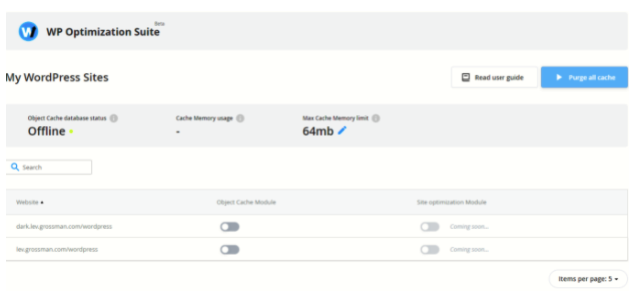 Beta
WP Optimization Suite
My WordPress Sites
Read user guide
Purge all cache
Object Cache database status
Cache Memory usage
Max Cache Memory limit
Offline
-
64mb
Search
Website
Object Cache Module
Site optimization Module
dark.lev.grossman.com/wordpress
Coming soon...
lev.grossman.com/wordpress
Coming soon...
Items per page: 5